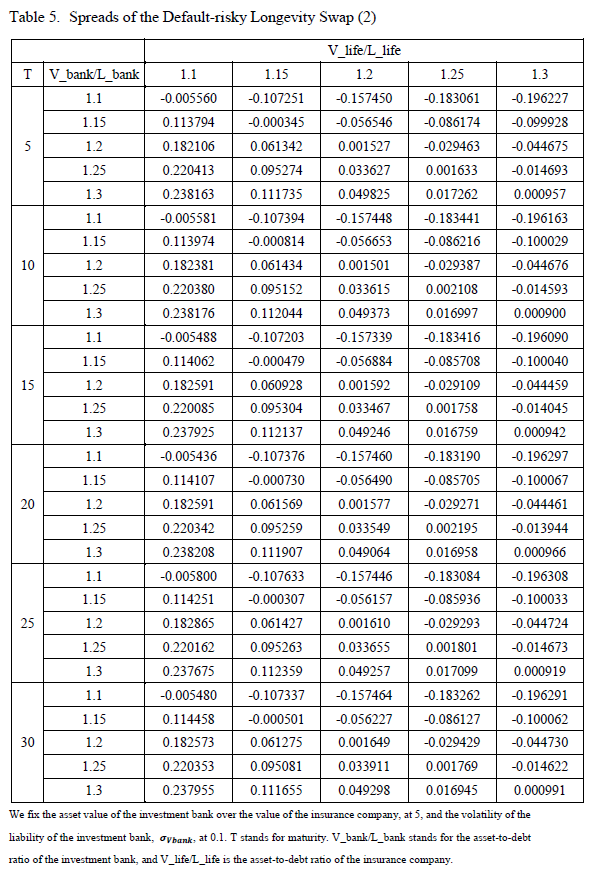 Table 5. Spreads of the Default-risky Longevity Swap (2)
V_life/L_life
T V_bank/L_bank 1.1 1.15 1.2 1.25 1.3
1.1 -0.005560 -0.107251 -0.157450 -0.183061 -0.196227
1.15 0.113794 -0.000345 -0.056546 -0.086174 -0.099928
5 1.2 0.182106 0.061342 0.001527 -0.029463 -0.044675
1.25 0.220413 0.095274 0.033627 0.001633 -0.014693
1.3 0.238163 0.111735 0.049825 0.017262 0.000957
1.1 -0.005581 -0.107394 -0.157448 -0.183441 -0.196163
1.15 0.113974 -0.000814 -0.056653 -0.086216 -0.100029
10 1.2 0.182381 0.061434 0.001501 -0.029387 -0.044676
1.25 0.220380 0.095152 0.033615 0.002108 -0.014593
1.3 0.238176 0.112044 0.049373 0.016997 0.000900
1.1 -0.005488 -0.107203 -0.157339 -0.183416 -0.196090
1.15 0.114062 -0.000479 -0.056884 -0.085708 -0.100040
15 1.2 0.182591 0.060928 0.001592 -0.029109 -0.044459
1.25 0.220085 0.095304 0.033467 0.001758 -0.014045
1.3 0.237925 0.112137 0.049246 0.016759 0.000942
1.1 -0.005436 -0.107376 -0.157460 -0.183190 -0.196297
1.15 0.114107 -0.000730 -0.056490 -0.085705 -0.100067
20 1.2 0.182591 0.061569 0.001577 -0.029271 -0.044461
1.25 0.220342 0.095259 0.033549 0.002195 -0.013944
1.3 0.238208 0.111907 0.049064 0.016958 0.000966
1.1 -0.005800 -0.107633 -0.157446 -0.183084 -0.196308
1.15 0.114251 -0.000307 -0.056157 -0.085936 -0.100033
25 1.2 0.182865 0.061427 0.001610 -0.029293 -0.044724
1.25 0.220162 0.095263 0.033655 0.001801 -0.014673
1.3 0.237675 0.112359 0.049257 0.017099 0.000919
1.1 -0.005480 -0.107337 -0.157464 -0.183262 -0.196291
1.15 0.114458 -0.000501 -0.056227 -0.086127 -0.100062
30 1.2 0.182573 0.061275 0.001649 -0.029429 -0.044730
1.25 0.220353 0.095081 0.033911 0.001769 -0.014622
1.3 0.237955 0.111655 0.049298 0.016945 0.000991
We fix the asset value of the investment bank over the value of the insurance company, at 5, and the volatility of the
liability of the investment bank, σ_Vbank, at 0.1. T stands for maturity. V_bank/L_bank stands for the asset-to-debt
ratio of the investment bank, and V_life/L_life is the asset-to-debt ratio of the insurance company.